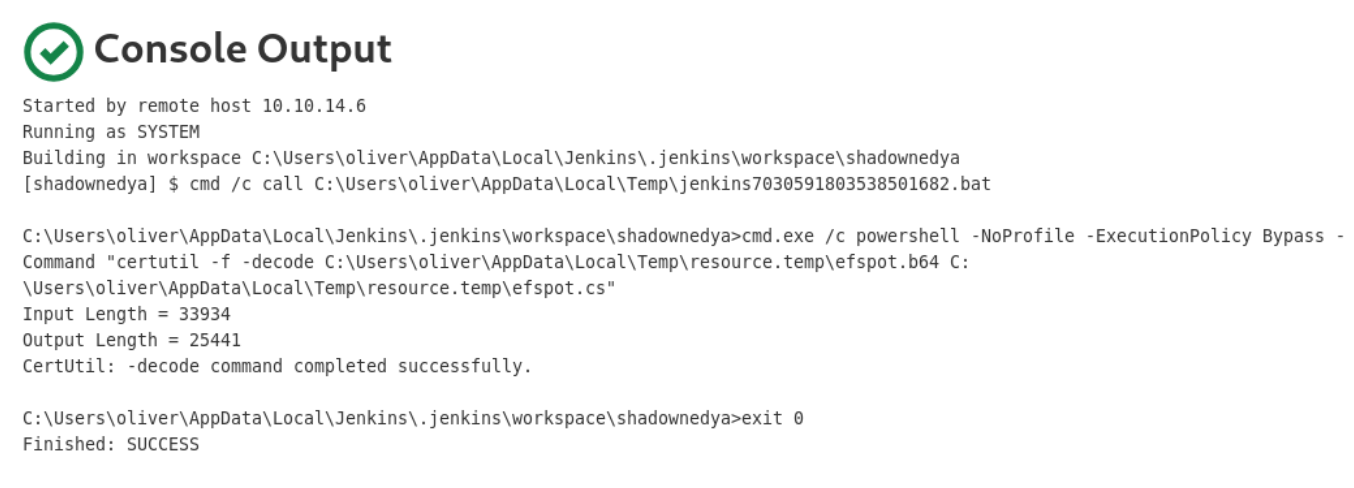 Console Output
Started by remote host 10.10.14.6
Running as SYSTEM
Building in workspace C:\Users\oliver\AppData\Local\Jenkins\.jenkins\workspace\shadownedya
[shadownedya] $ cmd /c call C:\Users\oliver\AppData\Local\Temp\jenkins7030591803538501682.bat
C:\Users\oliver\AppData\Local\Jenkins\.jenkins\workspace\shadownedya>cmd.exe /c powershell -NoProfile -ExecutionPolicy Bypass -
Command "certutil -f -decode C:\Users\oliver\AppData\Local\Temp\resource.temp\efspot.b64 C:
\Users\oliver\AppData\Local\Temp\resource.temp\efspot.cs"
Input Length = 33934
Output Length = 25441
CertUtil: -decode command completed successfully.
C:\Users\oliver\AppData\Local\Jenkins\.jenkins\workspace\shadownedya>exit 0
Finished: SUCCESS